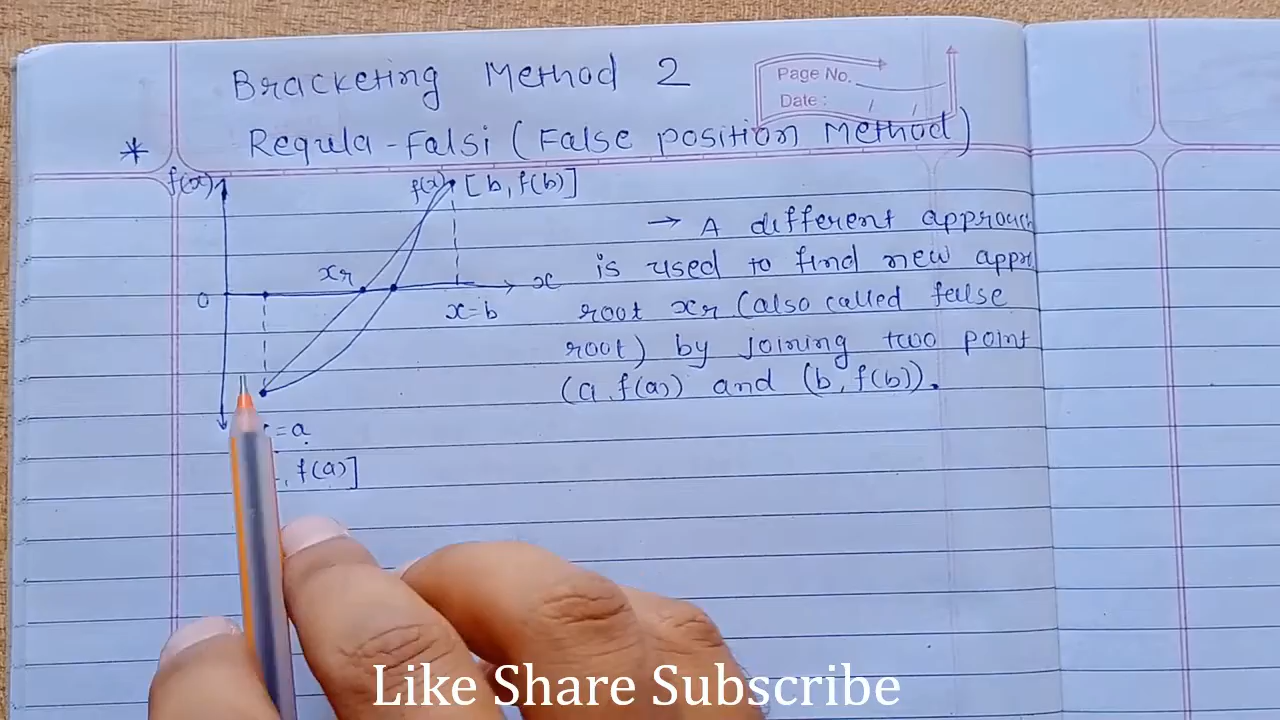 Bracketing Method 2
Page No.
Date : / /
* Regula-Falsi (False position Method)
f(x)
f(x) [b, f(b)]
→ A different approach
xr
is used to find new appr
x
0
x=b
root xr (also called false
root) by joining two point
(a, f(a)) and (b, f(b)).
=a
, f(a)]
Like Share Subscribe